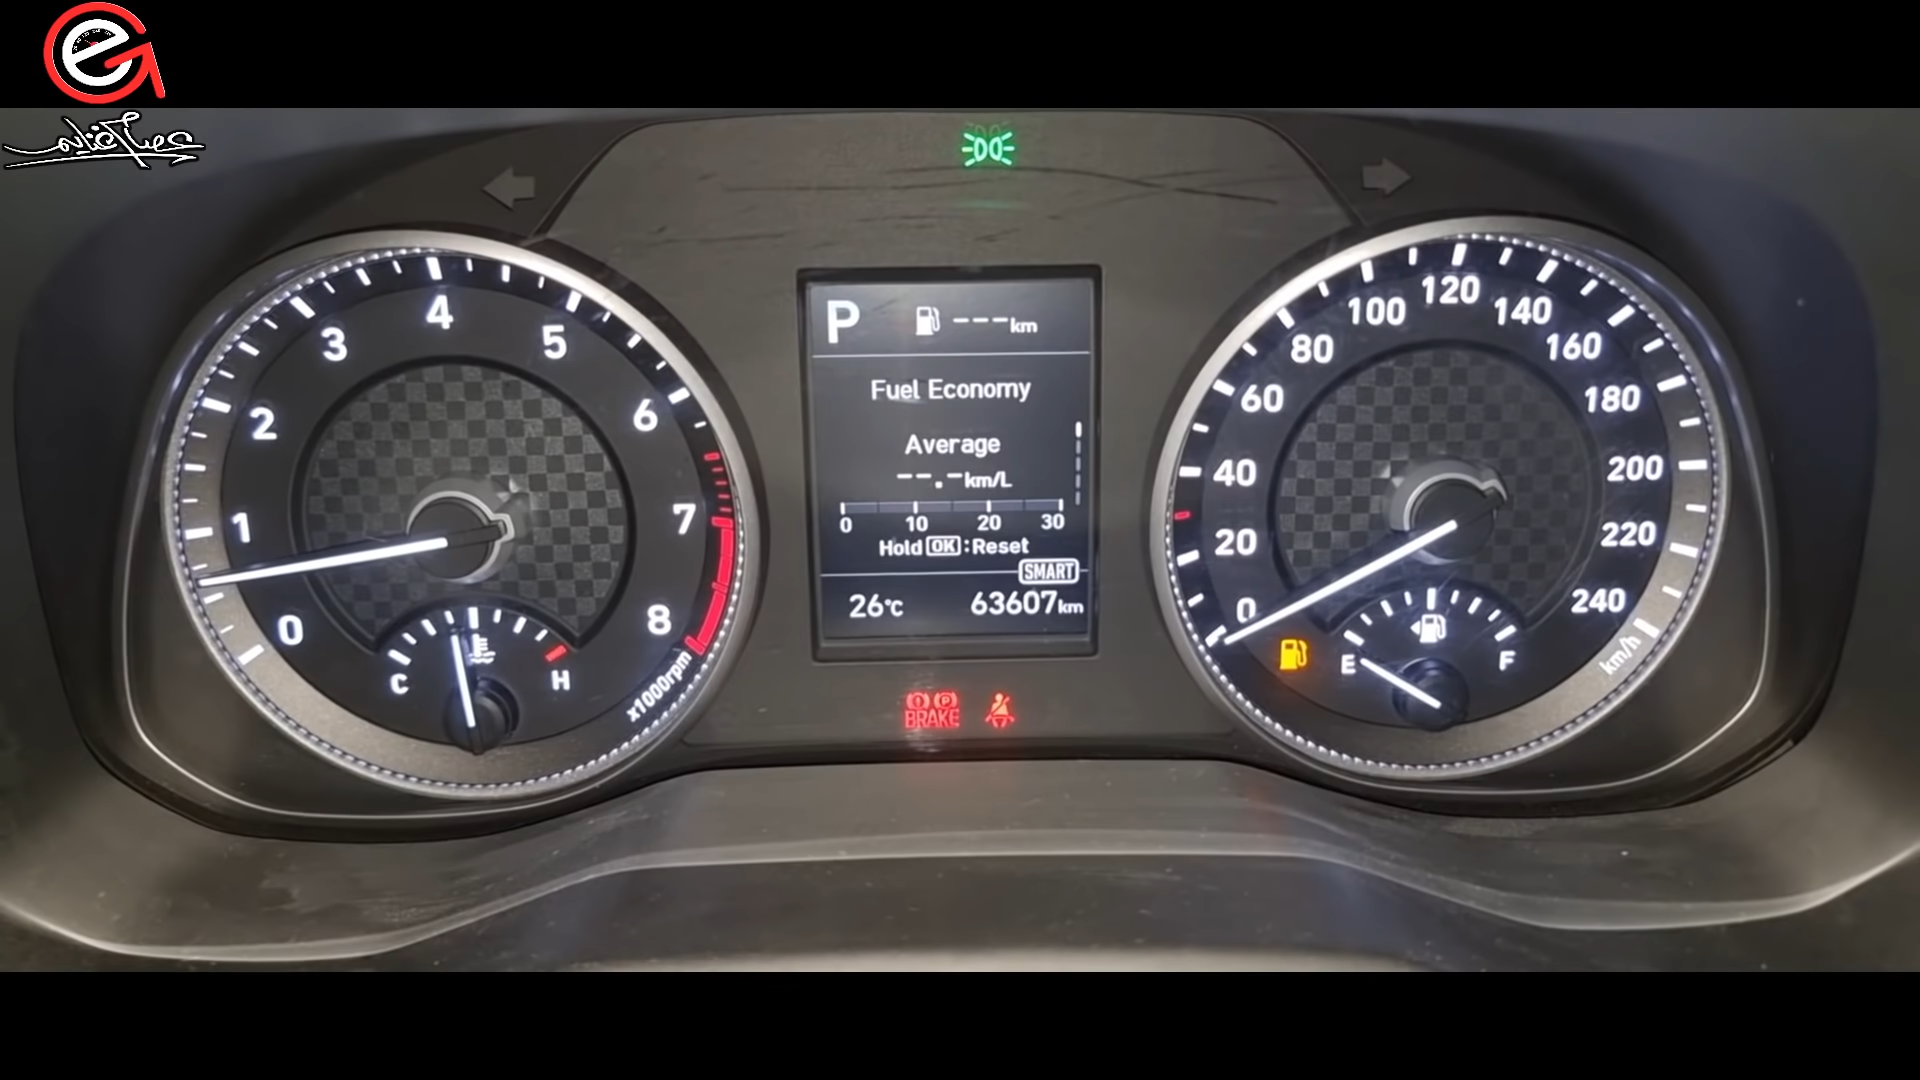 e
عصام غنايم
4
3
5
2
6
1
7
0
8
C
H
x1000rpm
P
---km
Fuel Economy
Average
--.-km/L
0 10 20 30
Hold OK : Reset
SMART
26°C 63607km
BRAKE
P
120
100
140
80
160
60
180
40
200
20
220
0
240
E
F
km/h